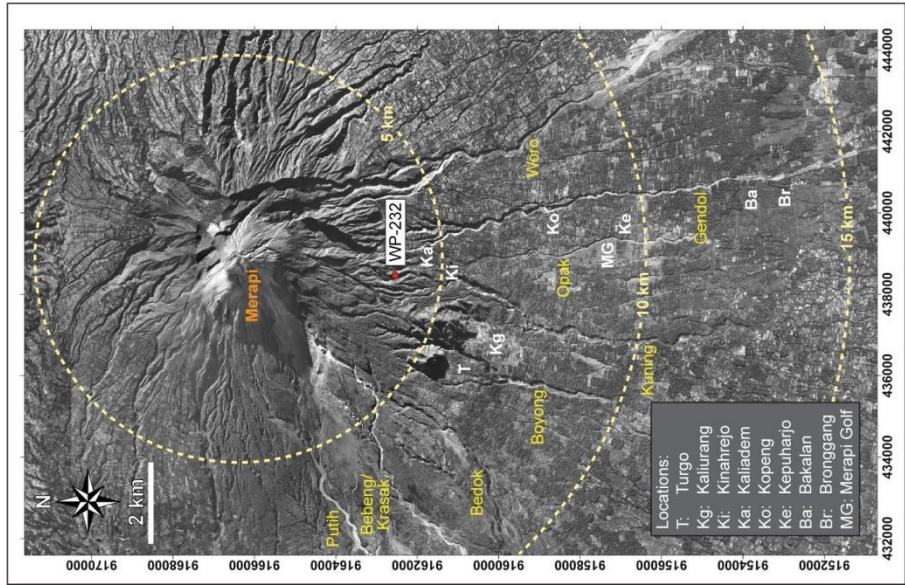 N
2 km
Merapi
5 km
WP-232
Putih
Bebeng/
Krasak
Bedok
Boyong
Kuning
Opak
Gendol
Woro
T
Kg
Ki
Ka
Ko
MG
Ke
Ba
Br
10 km
15 km
Locations:
T: Turgo
Kg: Kaliurang
Ki: Kinahrejo
Ka: Kaliadem
Ko: Kopeng
Ke: Kepuharjo
Ba: Bakalan
Br: Bronggang
MG: Merapi Golf
9170000
9168000
9166000
9164000
9162000
9160000
9158000
9156000
9154000
9152000
432000
434000
436000
438000
440000
442000
444000